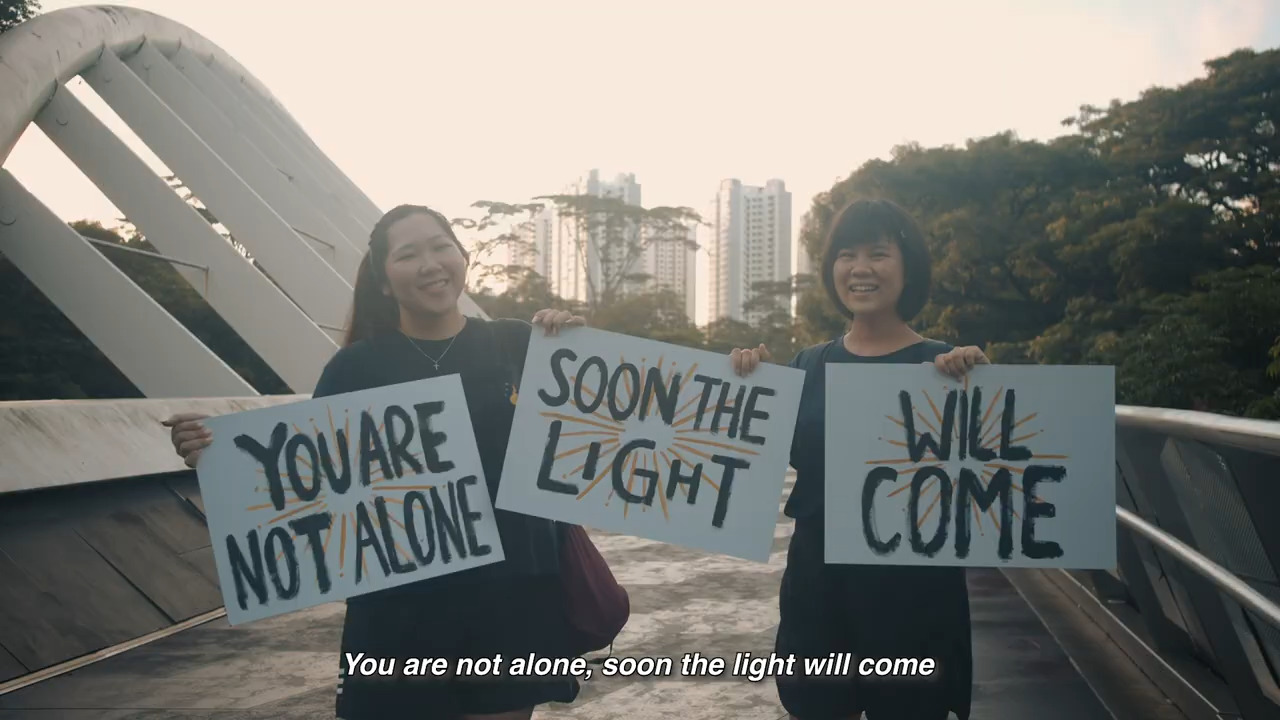 YOU ARE
NOT ALONE
SOON THE
LIGHT
WILL
COME
You are not alone, soon the light will come